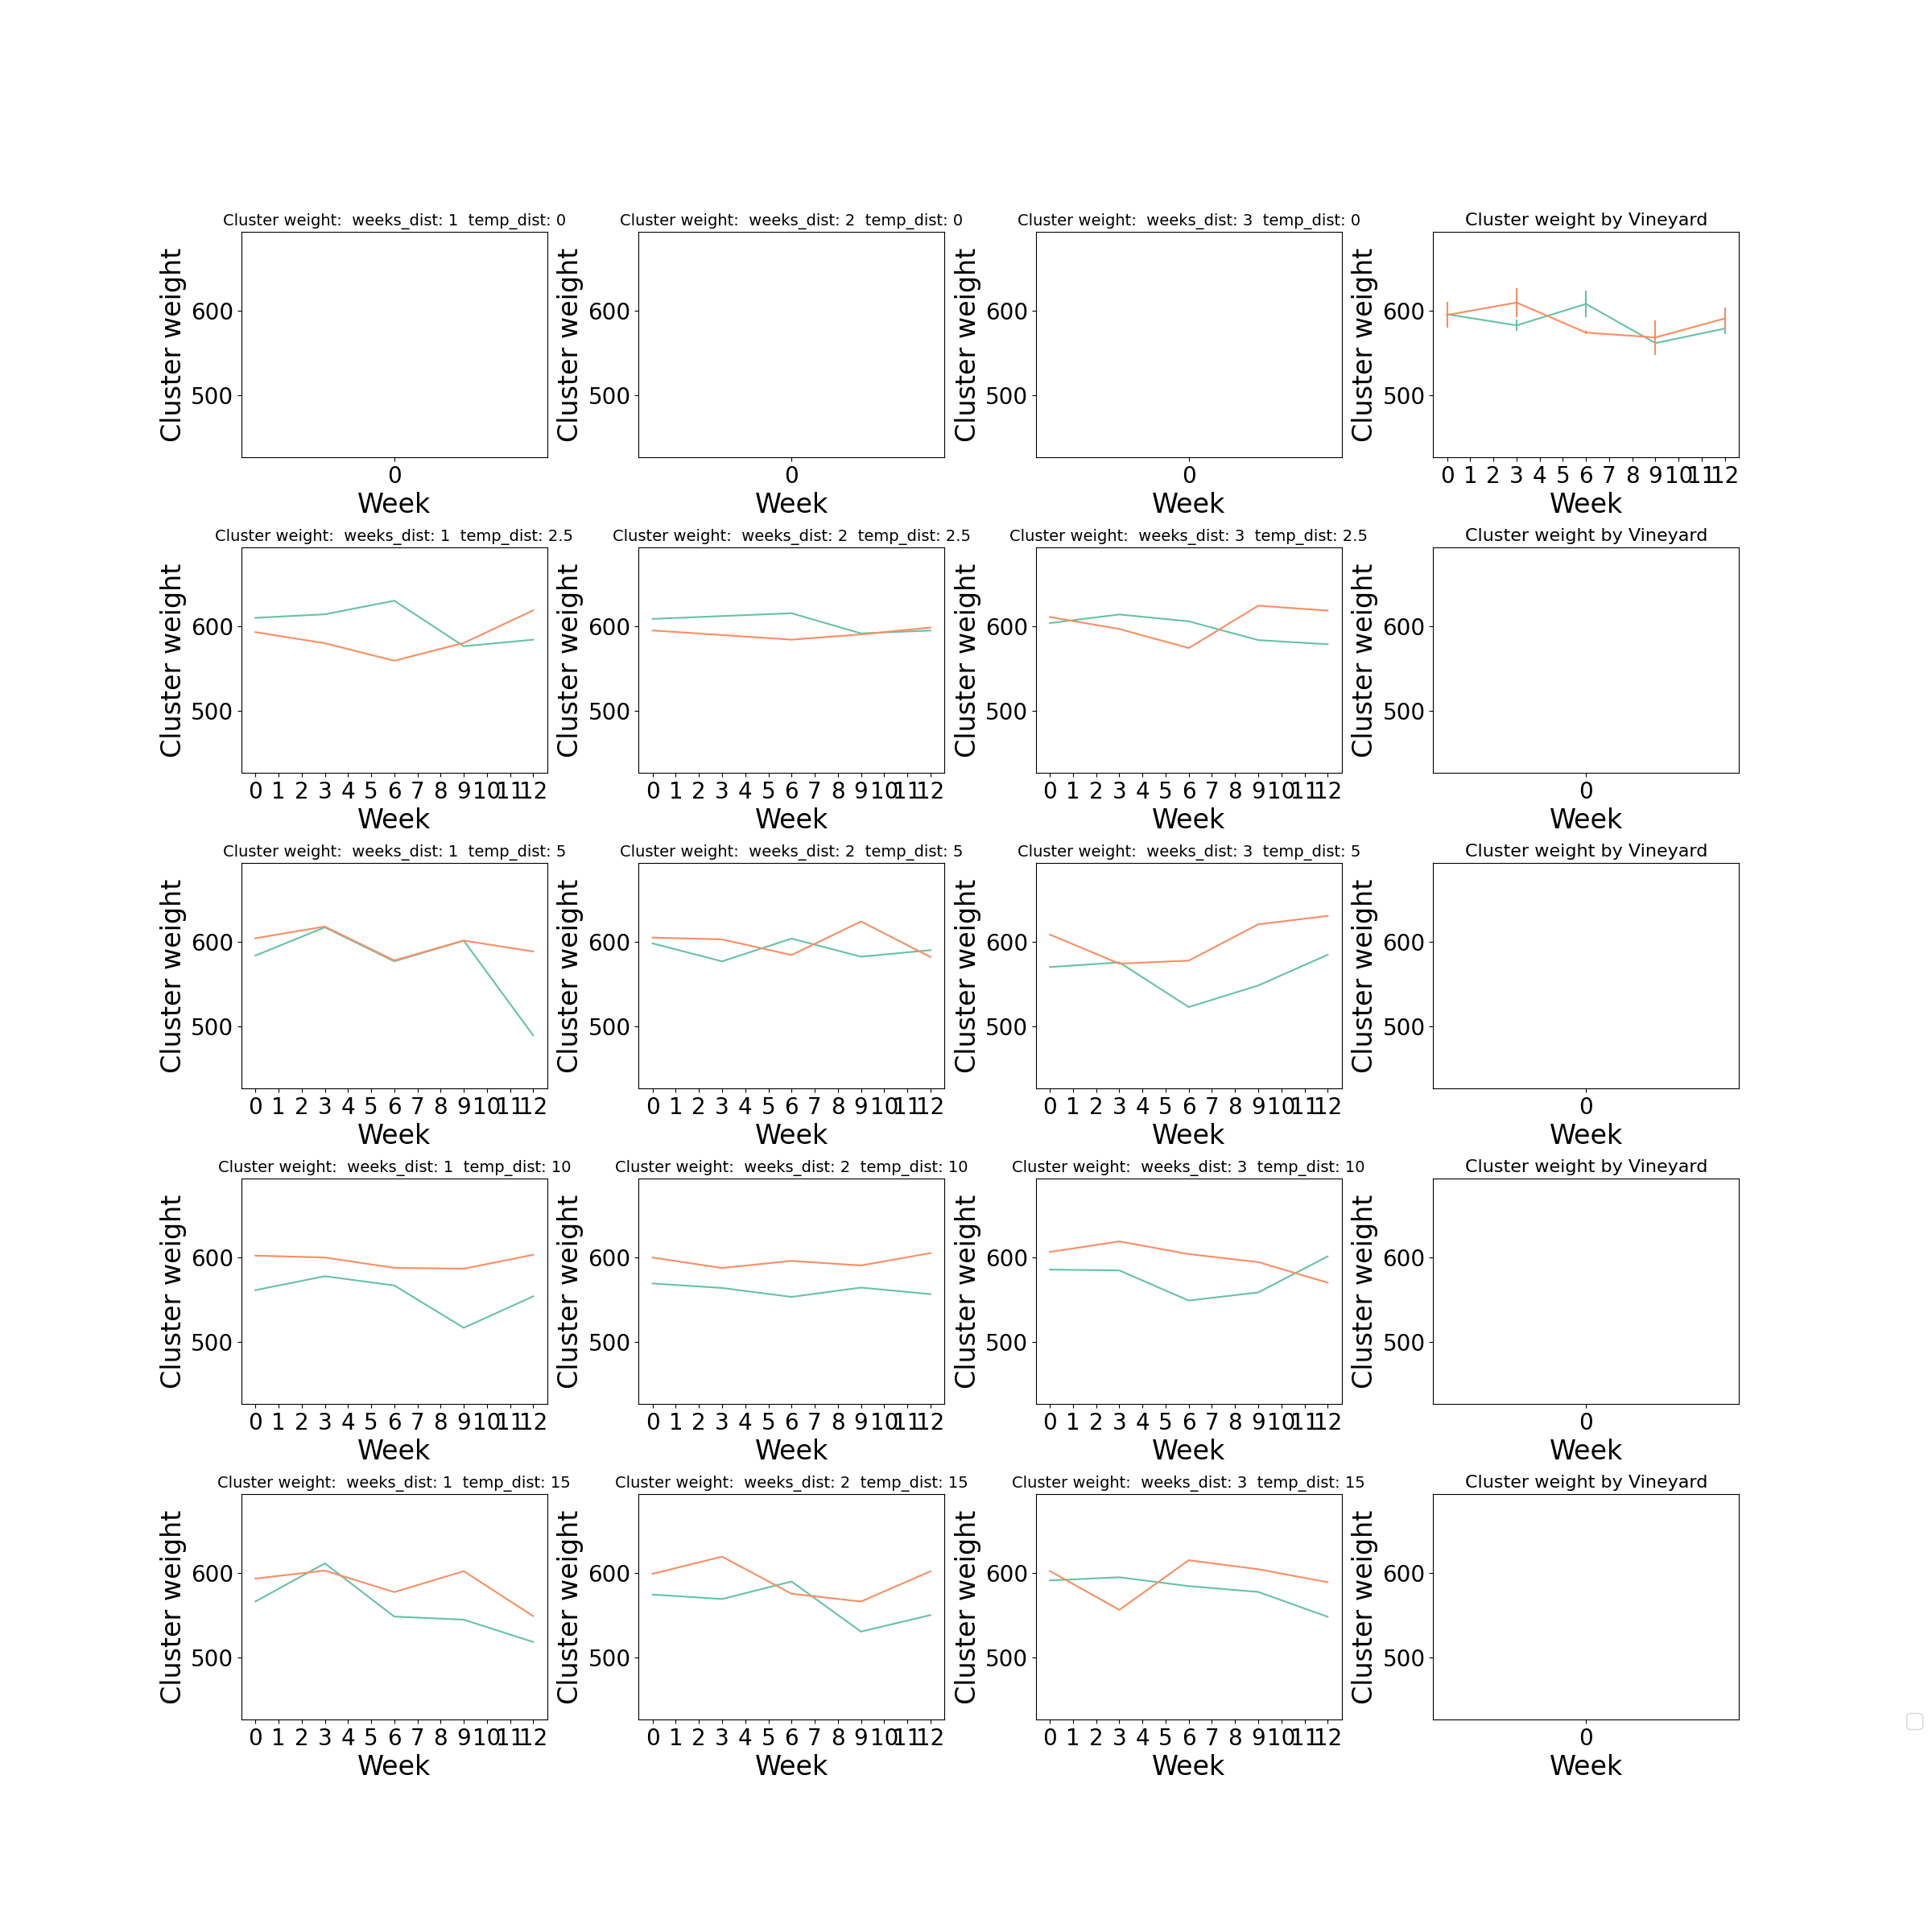 Cluster weight:  weeks_dist: 1  temp_dist: 0
Cluster weight
600
500
0
Week
Cluster weight:  weeks_dist: 2  temp_dist: 0
Cluster weight
600
500
0
Week
Cluster weight:  weeks_dist: 3  temp_dist: 0
Cluster weight
600
500
0
Week
Cluster weight by Vineyard
Cluster weight
600
500
0 1 2 3 4 5 6 7 8 9 10 11 12
Week
Cluster weight:  weeks_dist: 1  temp_dist: 2.5
Cluster weight
600
500
0 1 2 3 4 5 6 7 8 9 10 11 12
Week
Cluster weight:  weeks_dist: 2  temp_dist: 2.5
Cluster weight
600
500
0 1 2 3 4 5 6 7 8 9 10 11 12
Week
Cluster weight:  weeks_dist: 3  temp_dist: 2.5
Cluster weight
600
500
0 1 2 3 4 5 6 7 8 9 10 11 12
Week
Cluster weight by Vineyard
Cluster weight
600
500
0
Week
Cluster weight:  weeks_dist: 1  temp_dist: 5
Cluster weight
600
500
0 1 2 3 4 5 6 7 8 9 10 11 12
Week
Cluster weight:  weeks_dist: 2  temp_dist: 5
Cluster weight
600
500
0 1 2 3 4 5 6 7 8 9 10 11 12
Week
Cluster weight:  weeks_dist: 3  temp_dist: 5
Cluster weight
600
500
0 1 2 3 4 5 6 7 8 9 10 11 12
Week
Cluster weight by Vineyard
Cluster weight
600
500
0
Week
Cluster weight:  weeks_dist: 1  temp_dist: 10
Cluster weight
600
500
0 1 2 3 4 5 6 7 8 9 10 11 12
Week
Cluster weight:  weeks_dist: 2  temp_dist: 10
Cluster weight
600
500
0 1 2 3 4 5 6 7 8 9 10 11 12
Week
Cluster weight:  weeks_dist: 3  temp_dist: 10
Cluster weight
600
500
0 1 2 3 4 5 6 7 8 9 10 11 12
Week
Cluster weight by Vineyard
Cluster weight
600
500
0
Week
Cluster weight:  weeks_dist: 1  temp_dist: 15
Cluster weight
600
500
0 1 2 3 4 5 6 7 8 9 10 11 12
Week
Cluster weight:  weeks_dist: 2  temp_dist: 15
Cluster weight
600
500
0 1 2 3 4 5 6 7 8 9 10 11 12
Week
Cluster weight:  weeks_dist: 3  temp_dist: 15
Cluster weight
600
500
0 1 2 3 4 5 6 7 8 9 10 11 12
Week
Cluster weight by Vineyard
Cluster weight
600
500
0
Week